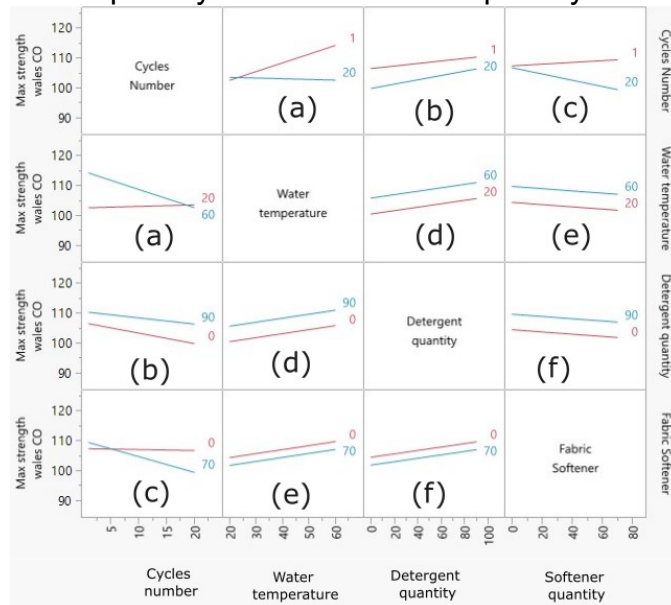 120
110
100
90
Max strength
wales CO
Cycles
Number
1
20
(a)
1
20
(b)
1
20
(c)
Cycles Number
120
110
100
90
Max strength
wales CO
20
60
(a)
Water
temperature
60
20
(d)
60
20
(e)
Water temperature
120
110
100
90
Max strength
wales CO
90
0
(b)
90
0
(d)
Detergent
quantity
90
0
(f)
Detergent quantity
120
110
100
90
Max strength
wales CO
0
70
(c)
0
70
(e)
0
70
(f)
Fabric
Softener
Fabric Softener
5 10 15 20
20 30 40 50 60
0 20 40 60 80 100
0 20 40 60 80
Cycles
number
Water
temperature
Detergent
quantity
Softener
quantity